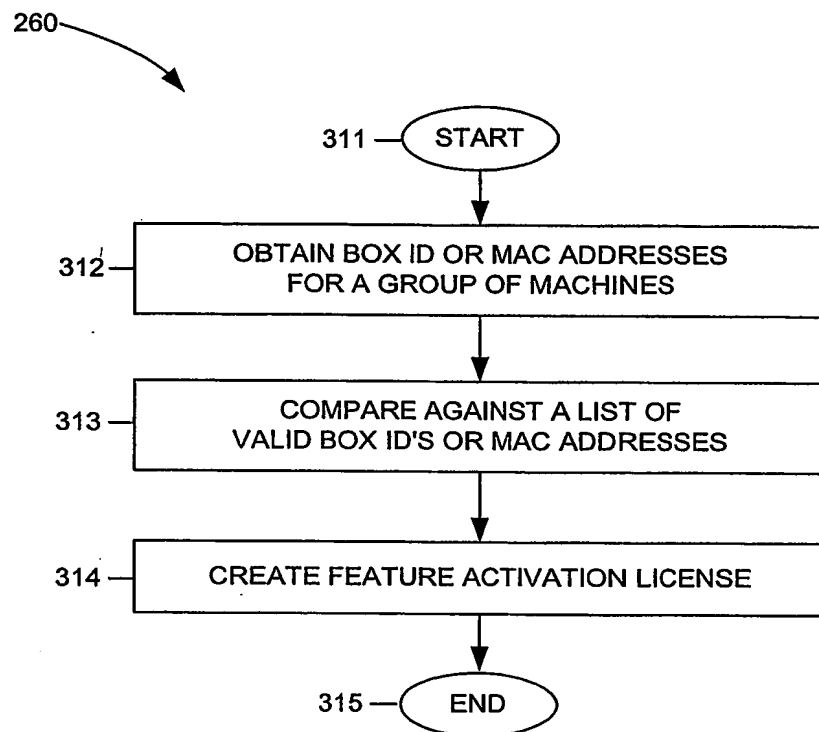 260
311
START
312
OBTAIN BOX ID OR MAC ADDRESSES
FOR A GROUP OF MACHINES
313
COMPARE AGAINST A LIST OF
VALID BOX ID'S OR MAC ADDRESSES
314
CREATE FEATURE ACTIVATION LICENSE
315
END